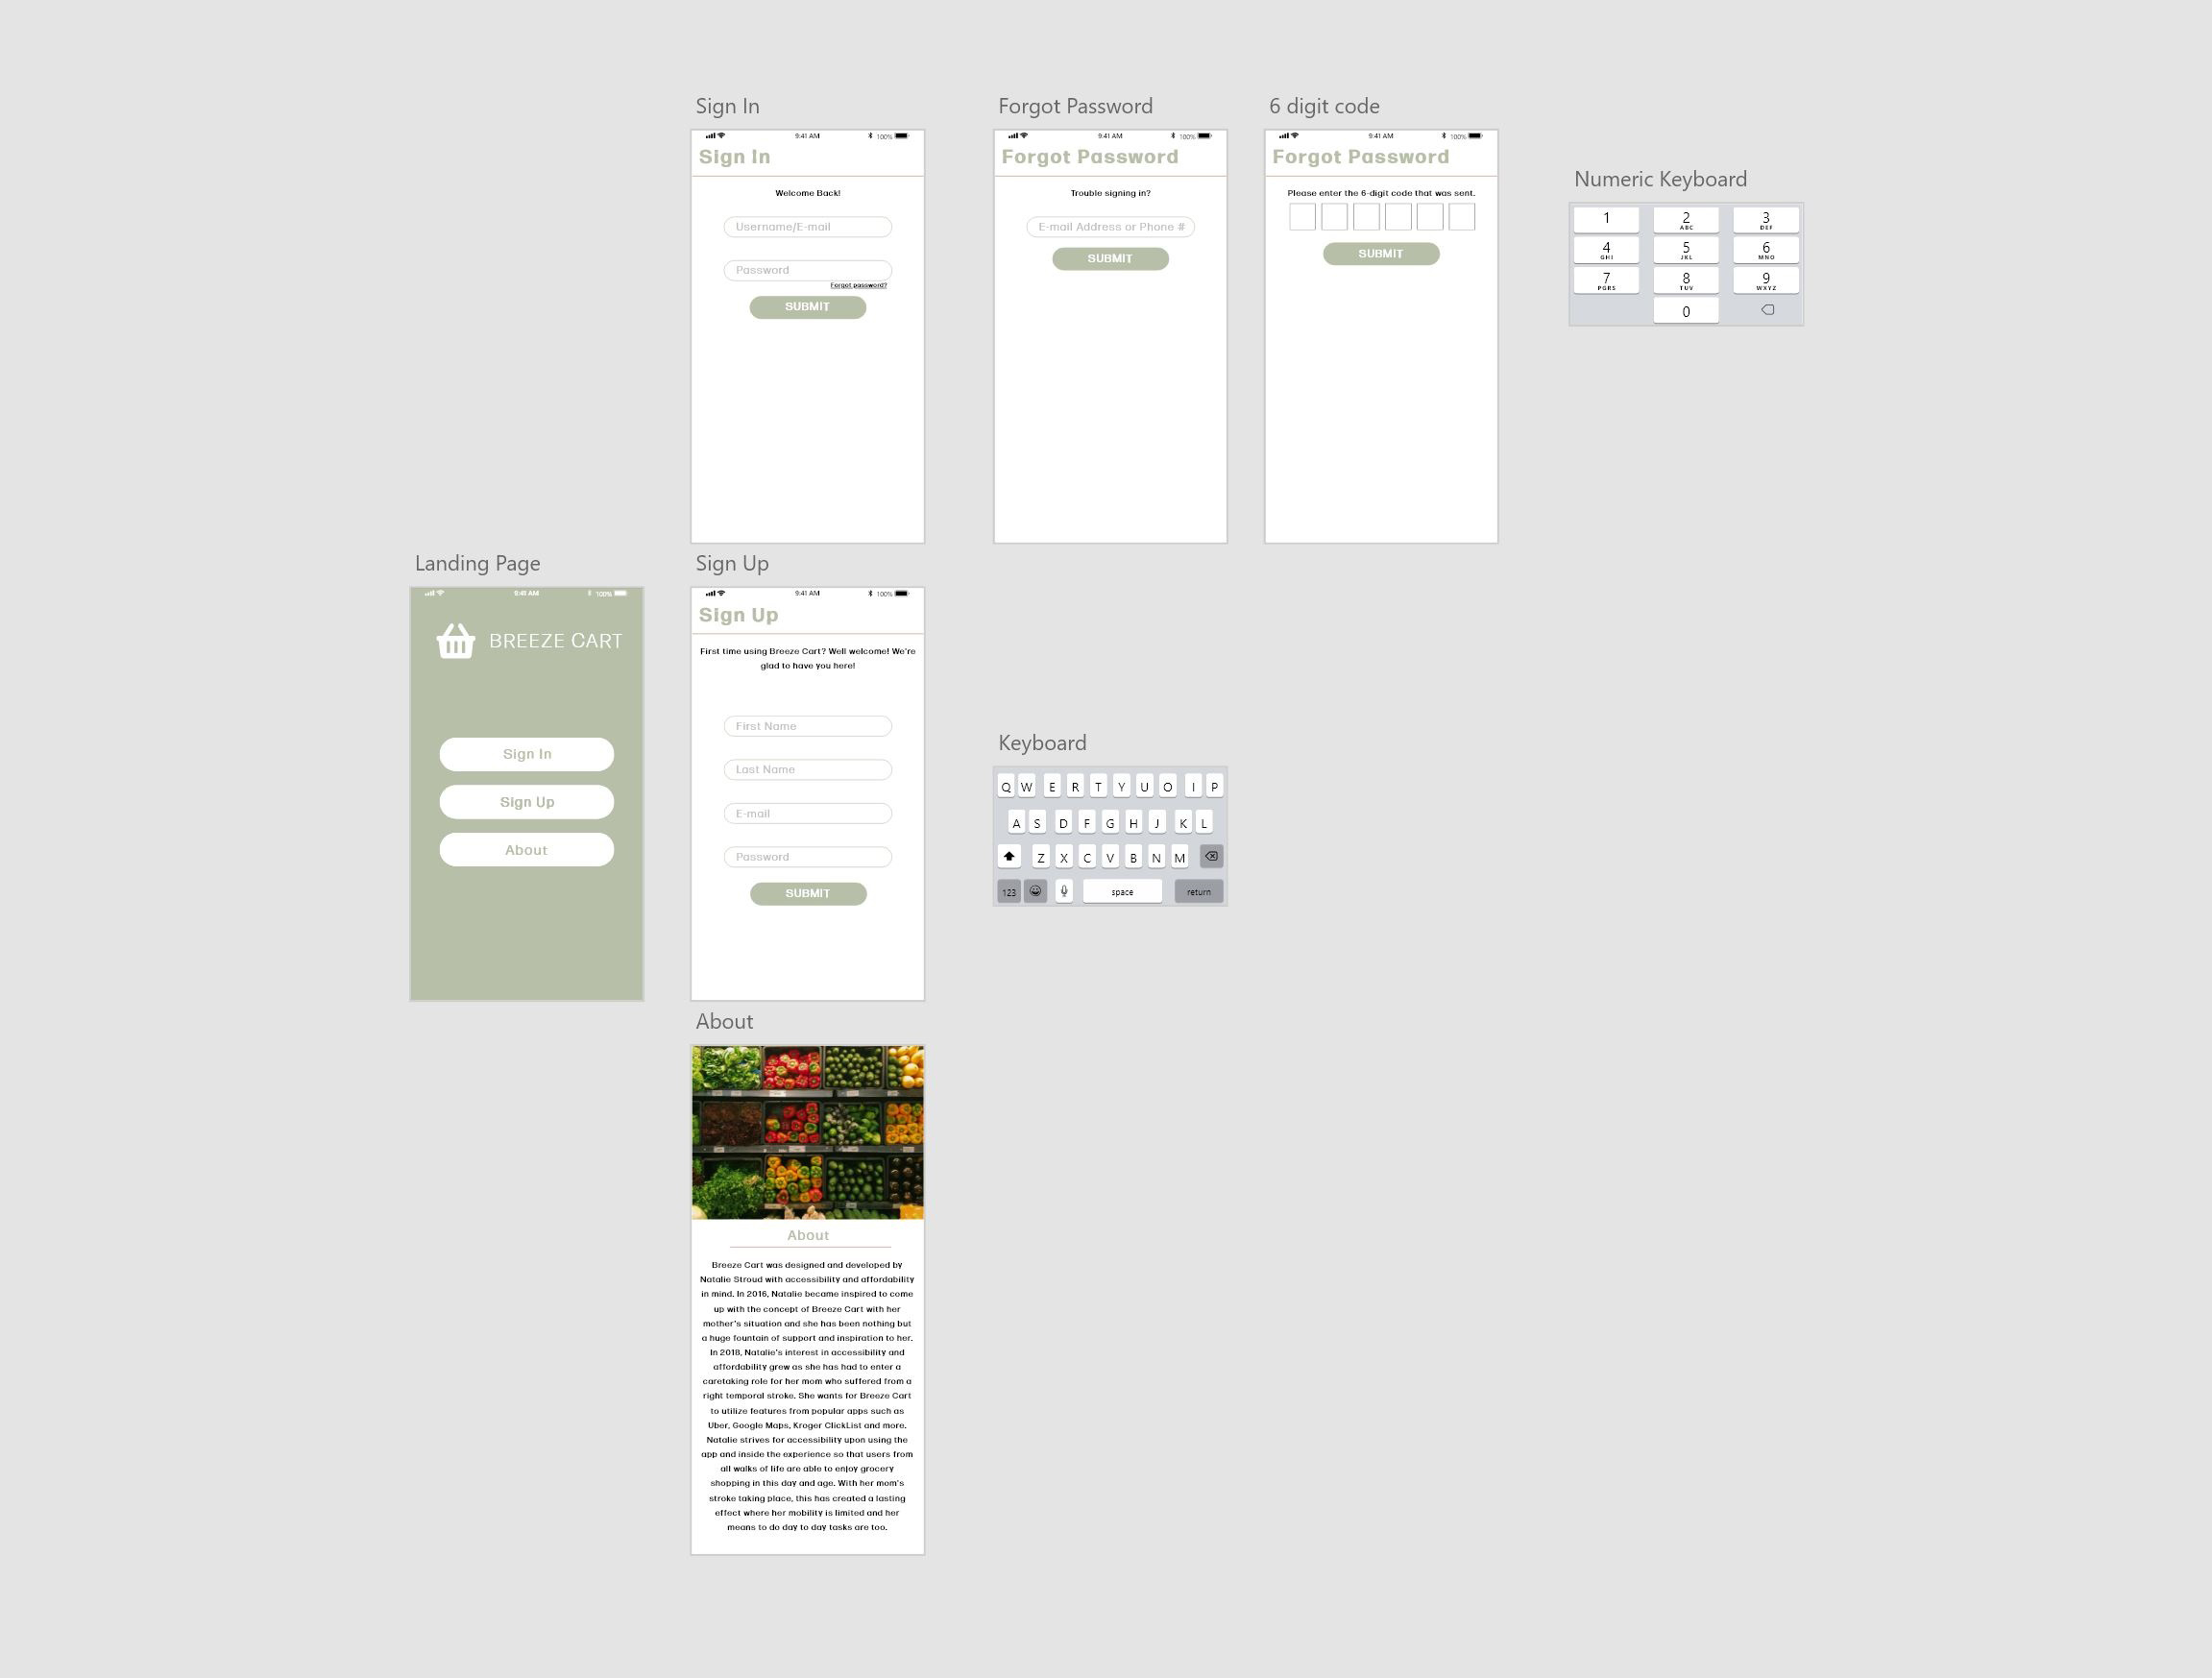 Sign In
9:41 AM
100%
Sign In
Welcome Back!
Username/E-mail
Password
Forgot password?
SUBMIT
Forgot Password
9:41 AM
100%
Forgot Password
Trouble signing in?
E-mail Address or Phone #
SUBMIT
6 digit code
9:41 AM
100%
Forgot Password
Please enter the 6-digit code that was sent.
SUBMIT
Numeric Keyboard
1 2 3
ABC DEF
4 5 6
GHI JKL MNO
7 8 9
PGRS TUV WXYZ
0
Landing Page
9:41 AM
100%
BREEZE CART
Sign In
Sign Up
About
Sign Up
9:41 AM
100%
Sign Up
First time using Breeze Cart? Well welcome! We're
glad to have you here!
First Name
Last Name
E-mail
Password
SUBMIT
Keyboard
Q W E R T Y U O I P
A S D F G H J K L
Z X C V B N M
123 space return
About
About
Breeze Cart was designed and developed by
Natalie Stroud with accessibility and affordability
in mind. In 2016, Natalie became inspired to come
up with the concept of Breeze Cart with her
mother's situation and she has been nothing but
a huge fountain of support and inspiration to her.
In 2018, Natalie's interest in accessibility and
affordability grew as she has had to enter a
caretaking role for her mom who suffered from a
right temporal stroke. She wants for Breeze Cart
to utilize features from popular apps such as
Uber, Google Maps, Kroger ClickList and more.
Natalie strives for accessibility upon using the
app and inside the experience so that users from
all walks of life are able to enjoy grocery
shopping in this day and age. With her mom's
stroke taking place, this has created a lasting
effect where her mobility is limited and her
means to do day to day tasks are too.